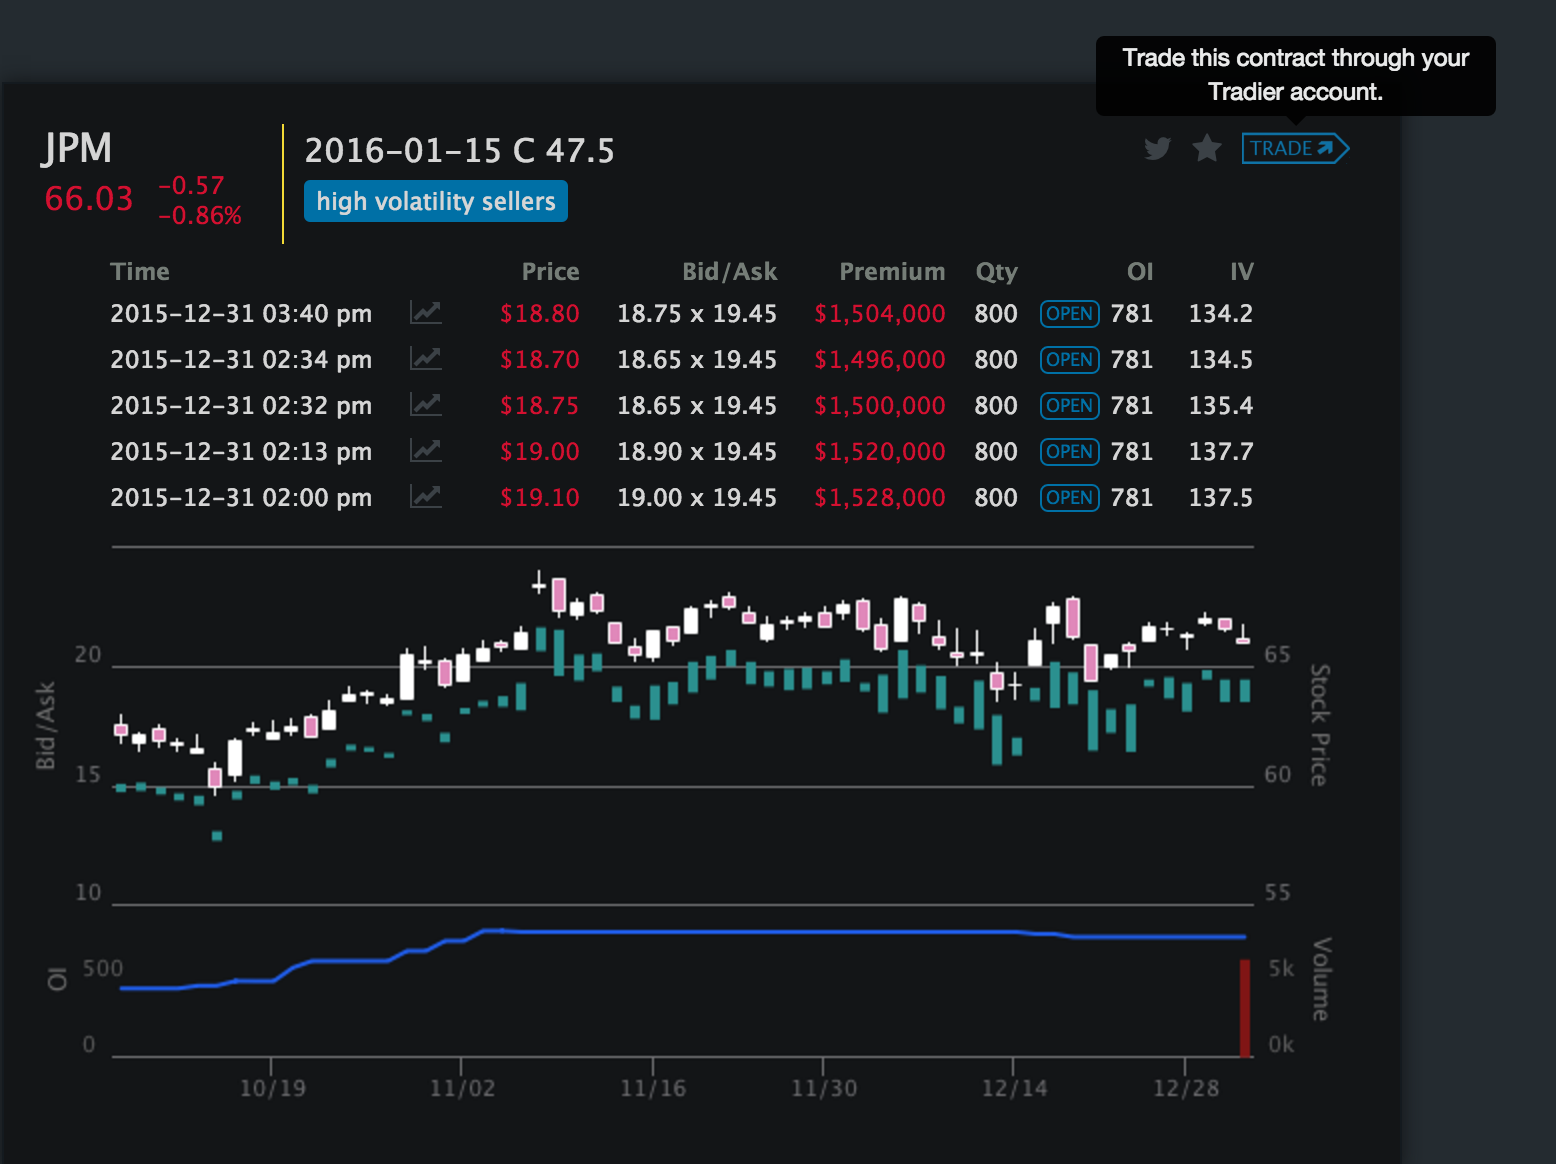 Trade this contract through your
Tradier account.
JPM
66.03
-0.57
-0.86%
2016-01-15 C 47.5
high volatility sellers
TRADE
Time Price Bid/Ask Premium Qty OI IV
2015-12-31 03:40 pm $18.80 18.75 x 19.45 $1,504,000 800 OPEN 781 134.2
2015-12-31 02:34 pm $18.70 18.65 x 19.45 $1,496,000 800 OPEN 781 134.5
2015-12-31 02:32 pm $18.75 18.65 x 19.45 $1,500,000 800 OPEN 781 135.4
2015-12-31 02:13 pm $19.00 18.90 x 19.45 $1,520,000 800 OPEN 781 137.7
2015-12-31 02:00 pm $19.10 19.00 x 19.45 $1,528,000 800 OPEN 781 137.5
Bid/Ask
20
15
10
65
60
55
Stock Price
OI
500
0
5k
0k
Volume
10/19 11/02 11/16 11/30 12/14 12/28